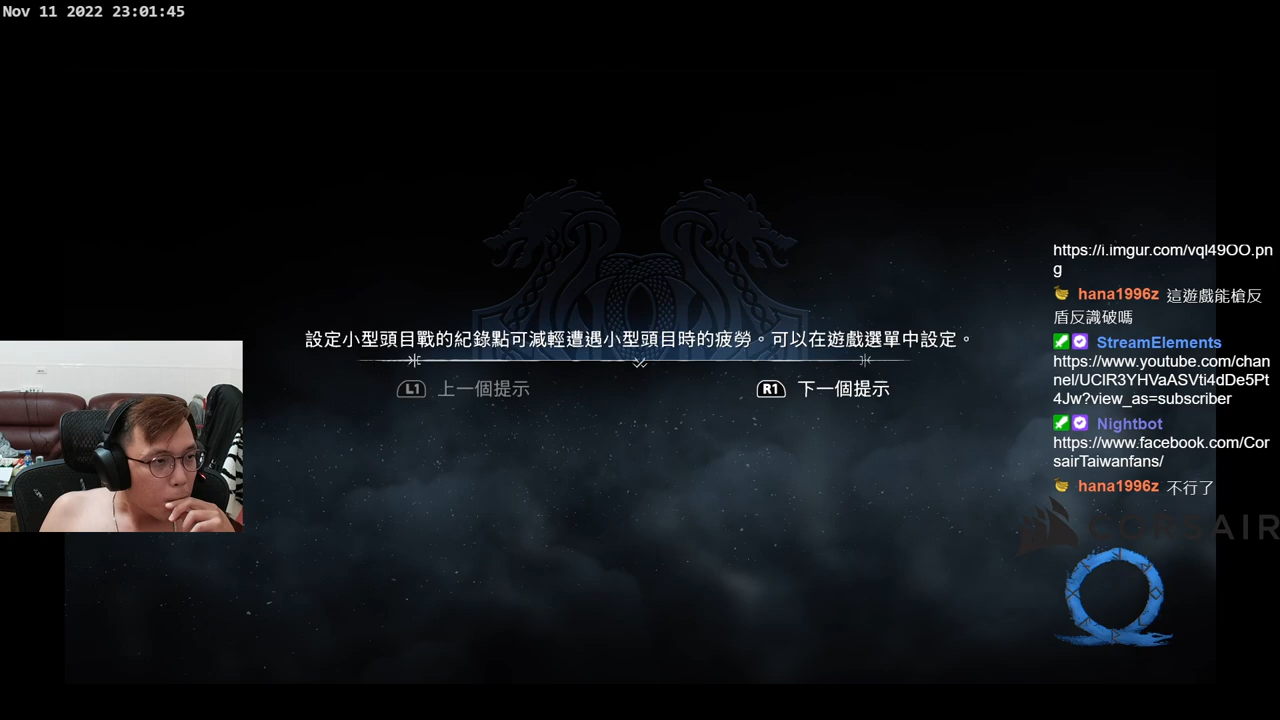 Nov 11 2022 23:01:45
設定小型頭目戰的紀錄點可減輕遭遇小型頭目時的疲勞。可以在遊戲選單中設定。
L1 上一個提示
R1 下一個提示
https://i.imgur.com/vql49OO.pn
g
hana1996z 這遊戲能槍反
盾反識破嗎
StreamElements
https://www.youtube.com/chan
nel/UClR3YHVaASVti4dDe5Pt
4Jw?view_as=subscriber
Nightbot
https://www.facebook.com/Cor
sairTaiwanfans/
hana1996z 不行了
CORSAIR